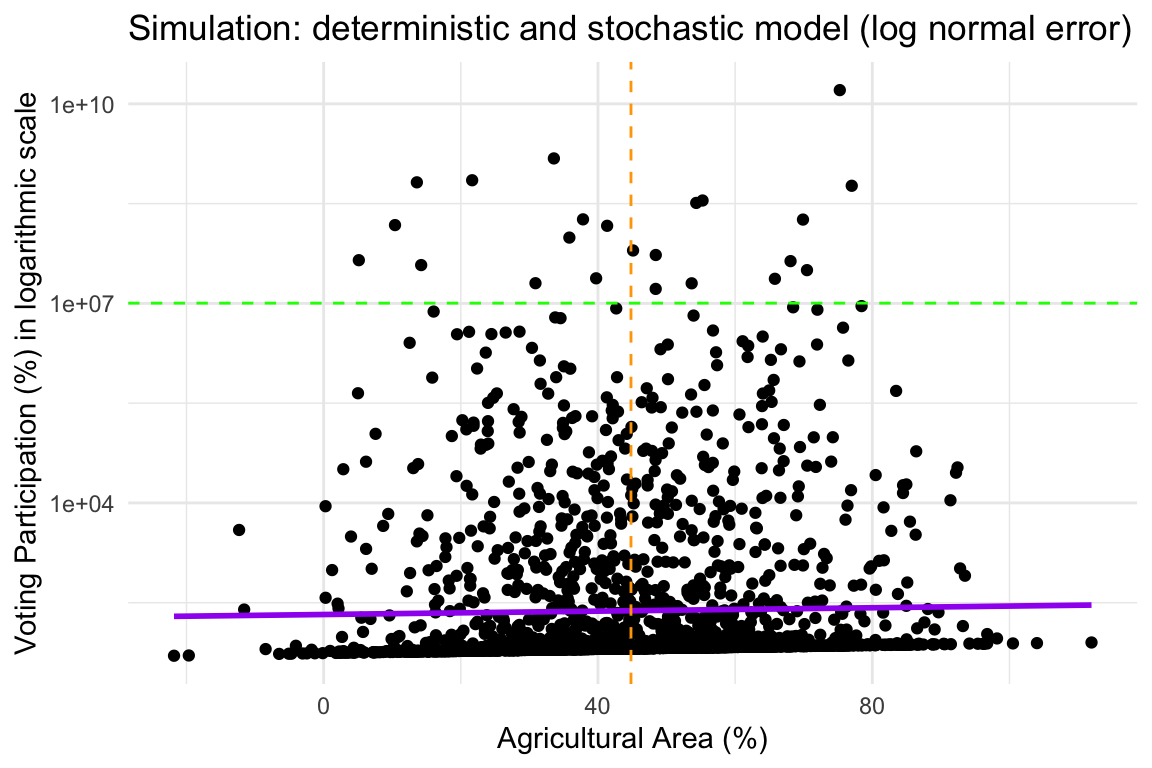 Simulation: deterministic and stochastic model (log normal error)
Voting Participation (%) in logarithmic scale
1e+10
1e+07
1e+04
0
40
80
Agricultural Area (%)